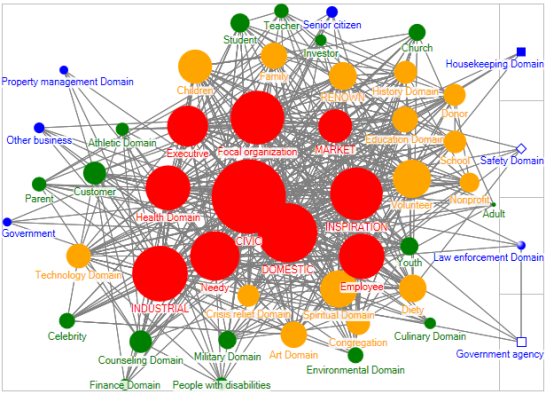 Teacher
Senior citizen
Student
Investor
Church
Housekeeping Domain
Family
Property management Domain
Children
RENOWN
History Domain
Donor
Other business
Athletic Domain
Executive
Focal organization
MARKET
Education Domain
School
Safety Domain
Customer
Parent
Volunteer
Nonprofit
Health Domain
Adult
Government
CIVIC
INSPIRATION
Law enforcement Domain
Youth
Technology Domain
DOMESTIC
Needy
Employee
INDUSTRIAL
Crisis relief Domain
Spiritual Domain
Diety
Celebrity
Culinary Domain
Congregation
Government agency
Counseling Domain
Military Domain
Art Domain
Environmental Domain
Finance Domain
People with disabilities